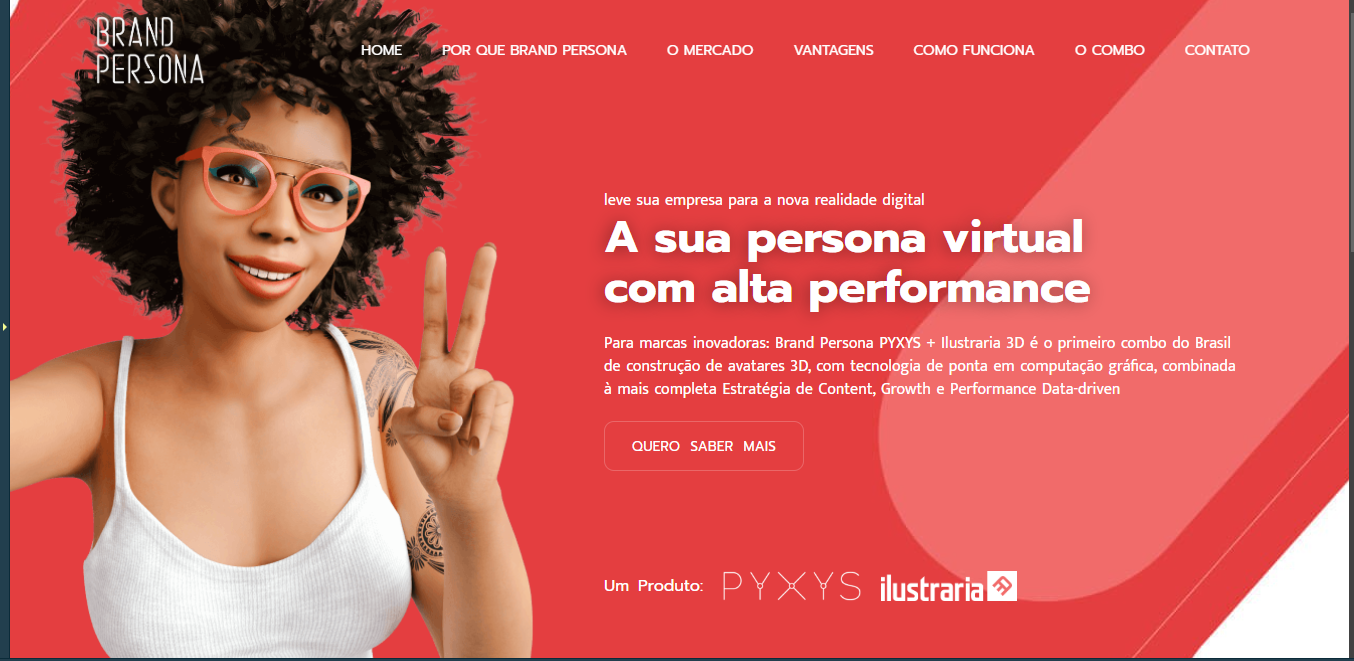 BRAND
PERSONA
HOME POR QUE BRAND PERSONA O MERCADO VANTAGENS COMO FUNCIONA O COMBO CONTATO
leve sua empresa para a nova realidade digital
A sua persona virtual
com alta performance
Para marcas inovadoras: Brand Persona PYXYS + Ilustraria 3D é o primeiro combo do Brasil
de construção de avatares 3D, com tecnologia de ponta em computação gráfica, combinada
à mais completa Estratégia de Content, Growth e Performance Data-driven
QUERO SABER MAIS
Um Produto: PYXYS ilustraria